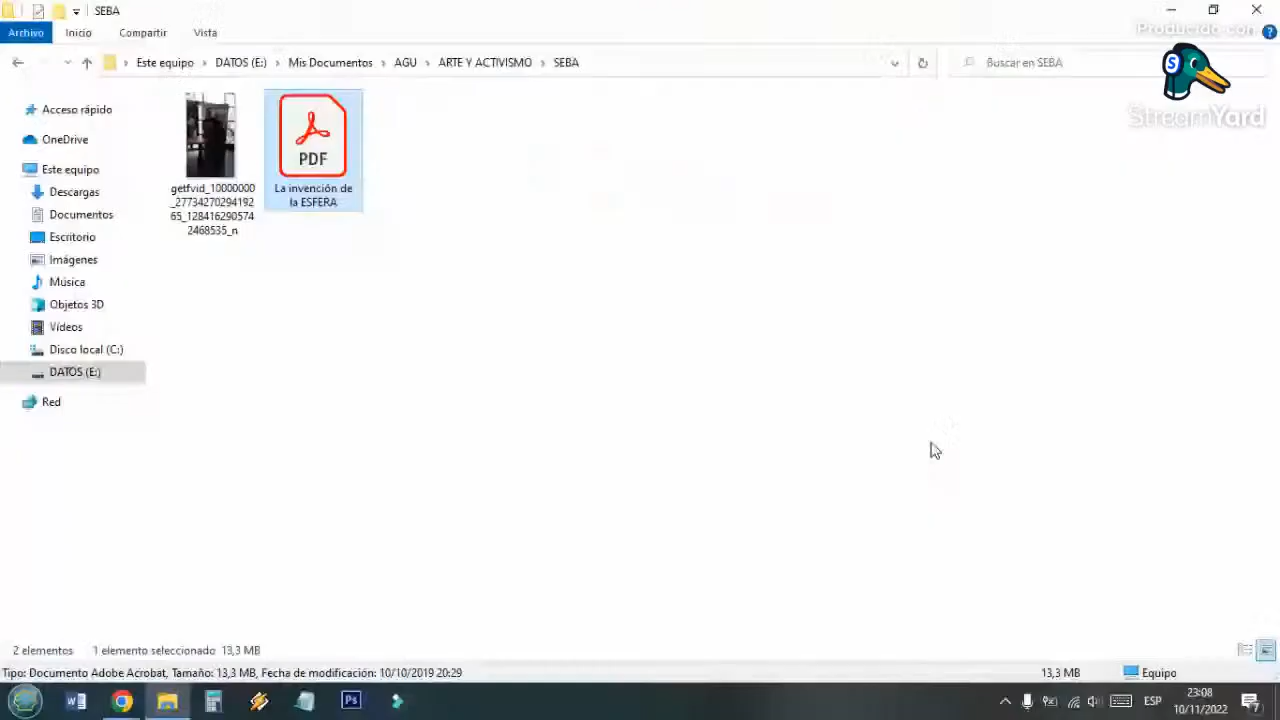 SEBA
Archivo
Inicio
Compartir
Vista
Producido con
StreamYard
Este equipo
DATOS (E:)
Mis Documentos
AGU
ARTE Y ACTIVISMO
SEBA
Buscar en SEBA
Acceso rápido
OneDrive
Este equipo
Descargas
Documentos
Escritorio
Imágenes
Música
Objetos 3D
Vídeos
Disco local (C:)
DATOS (E:)
Red
getfvid_10000000
_27734270294192
65_128416290574
2468535_n
PDF
La invención de
la ESFERA
2 elementos
1 elemento seleccionado 13,3 MB
Tipo: Documento Adobe Acrobat, Tamaño: 13,3 MB, Fecha de modificación: 10/10/2019 20:29
13,3 MB
Equipo
Ps
ESP
23:08
10/11/2022
7